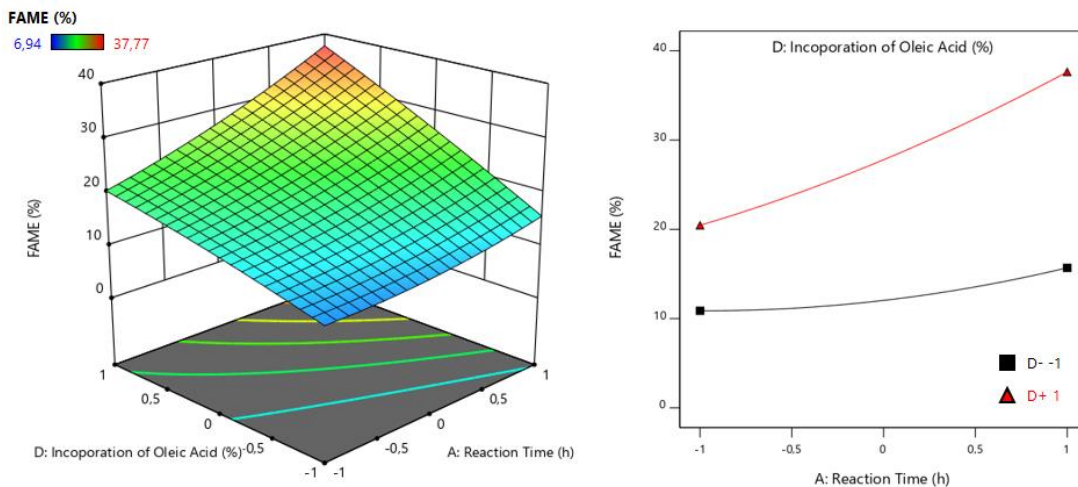 FAME (%)
6,94 37,77
40
30
20
10
0
FAME (%)
1
0,5
0
-0,5
-1
D: Incoporation of Oleic Acid (%)
-1
-0,5
0
0,5
1
A: Reaction Time (h)
D: Incoporation of Oleic Acid (%)
40
30
20
10
0
FAME (%)
D- -1
D+ 1
-1
-0,5
0
0,5
1
A: Reaction Time (h)